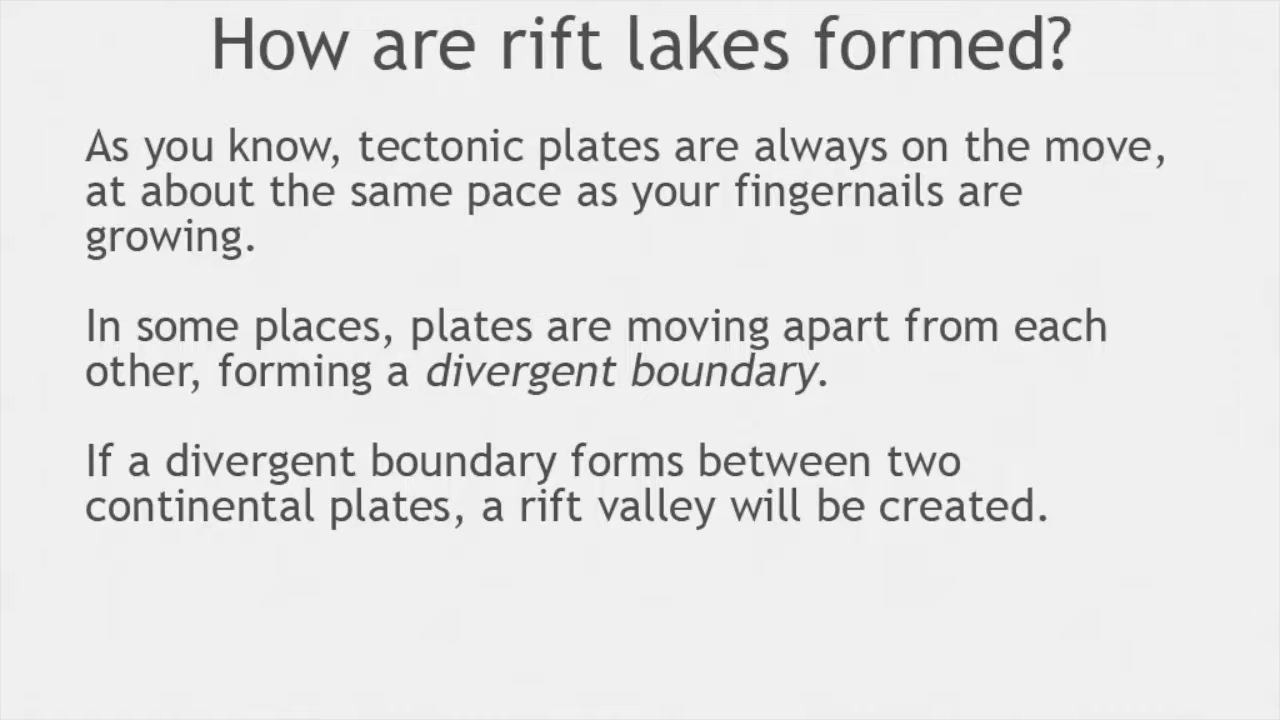 How are rift lakes formed?
As you know, tectonic plates are always on the move,
at about the same pace as your fingernails are
growing.
In some places, plates are moving apart from each
other, forming a divergent boundary.
If a divergent boundary forms between two
continental plates, a rift valley will be created.